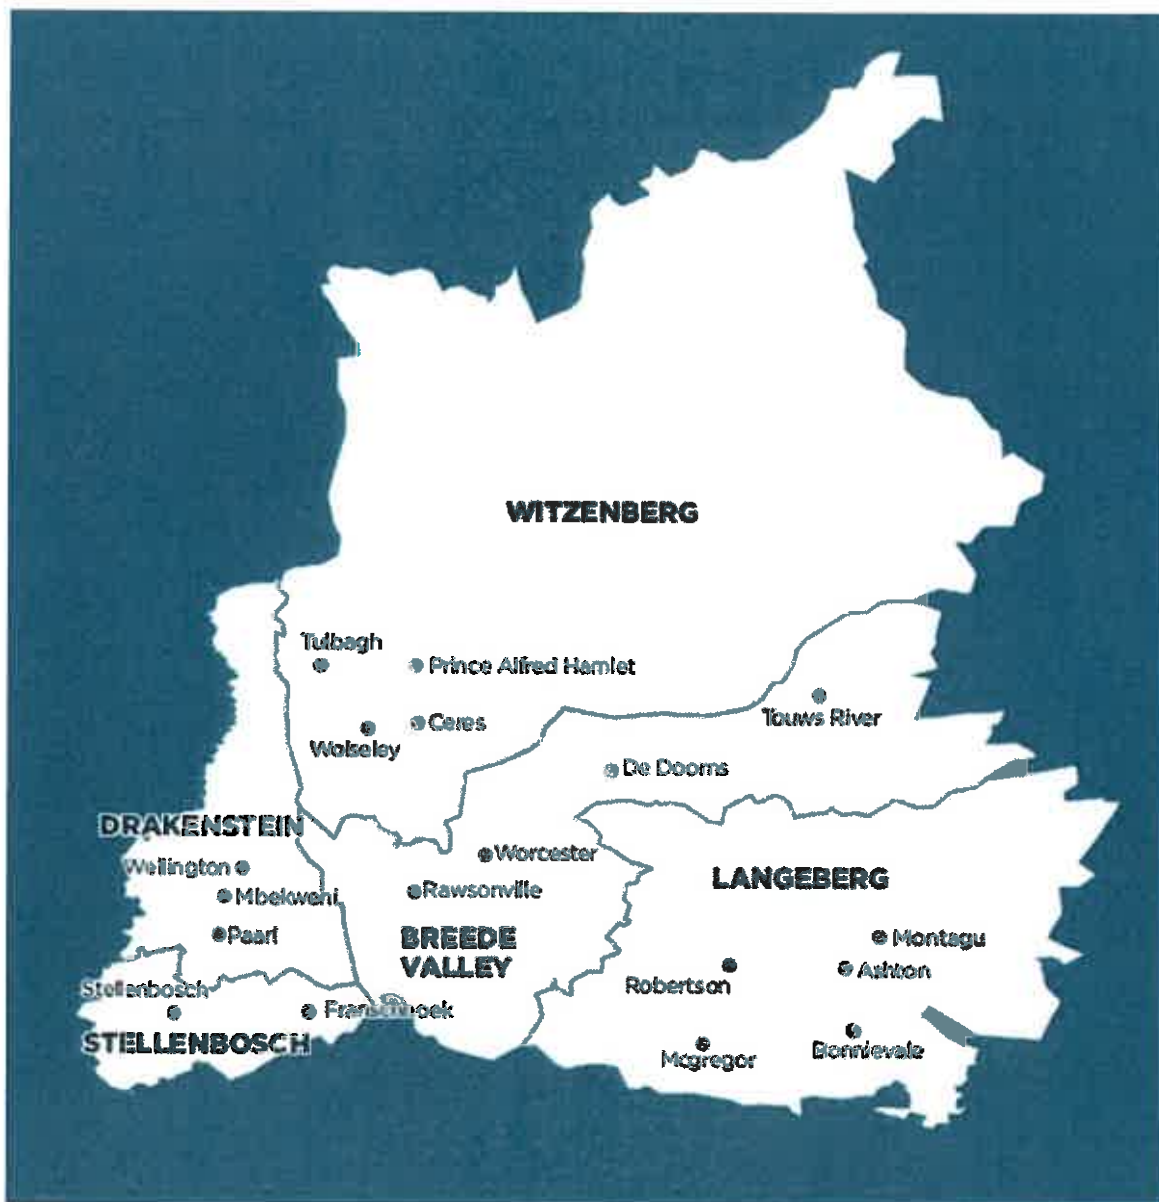 WITZENBERG
Tulbagh
Prince Alfred Hamlet
Ceres
Wolseley
Touws River
De Doorns
DRAKENSTEIN
Wellington
Mbekweni
Paarl
Worcester
Rawsonville
BREEDE
VALLEY
LANGEBERG
Montagu
Ashton
Robertson
Mcgregor
Bonnievale
Stellenbosch
Franschhoek
STELLENBOSCH